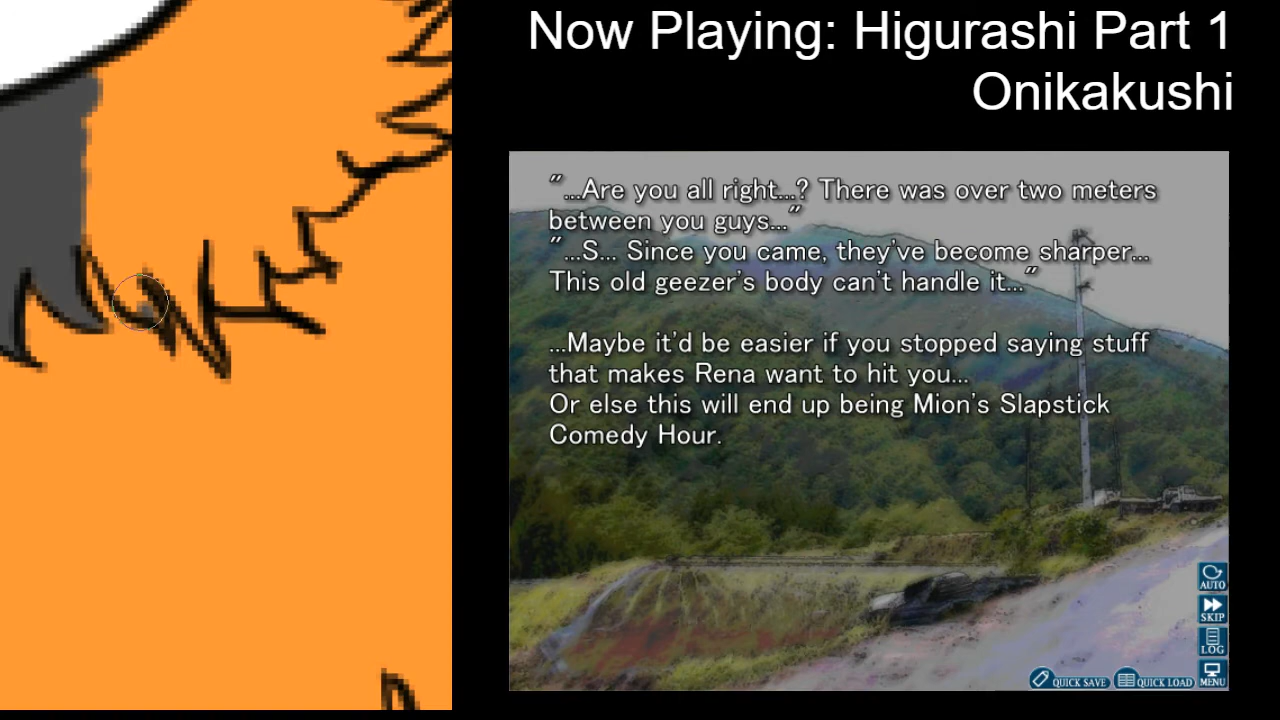 Now Playing: Higurashi Part 1
Onikakushi
"...Are you all right...? There was over two meters
between you guys..."
"...S... Since you came, they've become sharper...
This old geezer's body can't handle it..."
...Maybe it'd be easier if you stopped saying stuff
that makes Rena want to hit you...
Or else this will end up being Mion's Slapstick
Comedy Hour.
AUTO
SKIP
LOG
QUICK SAVE QUICK LOAD MENU